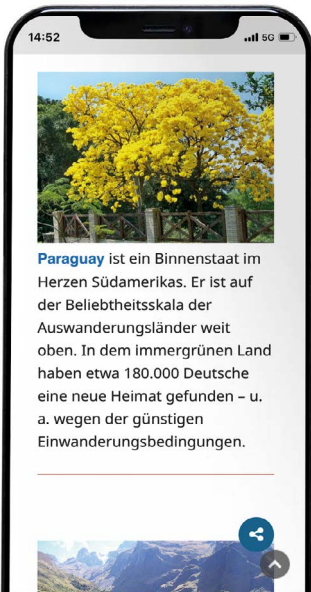 14:52
5G
Paraguay ist ein Binnenstaat im
Herzen Südamerikas. Er ist auf
der Beliebtheitsskala der
Auswanderungsländer weit
oben. In dem immergrünen Land
haben etwa 180.000 Deutsche
eine neue Heimat gefunden – u.
a. wegen der günstigen
Einwanderungsbedingungen.